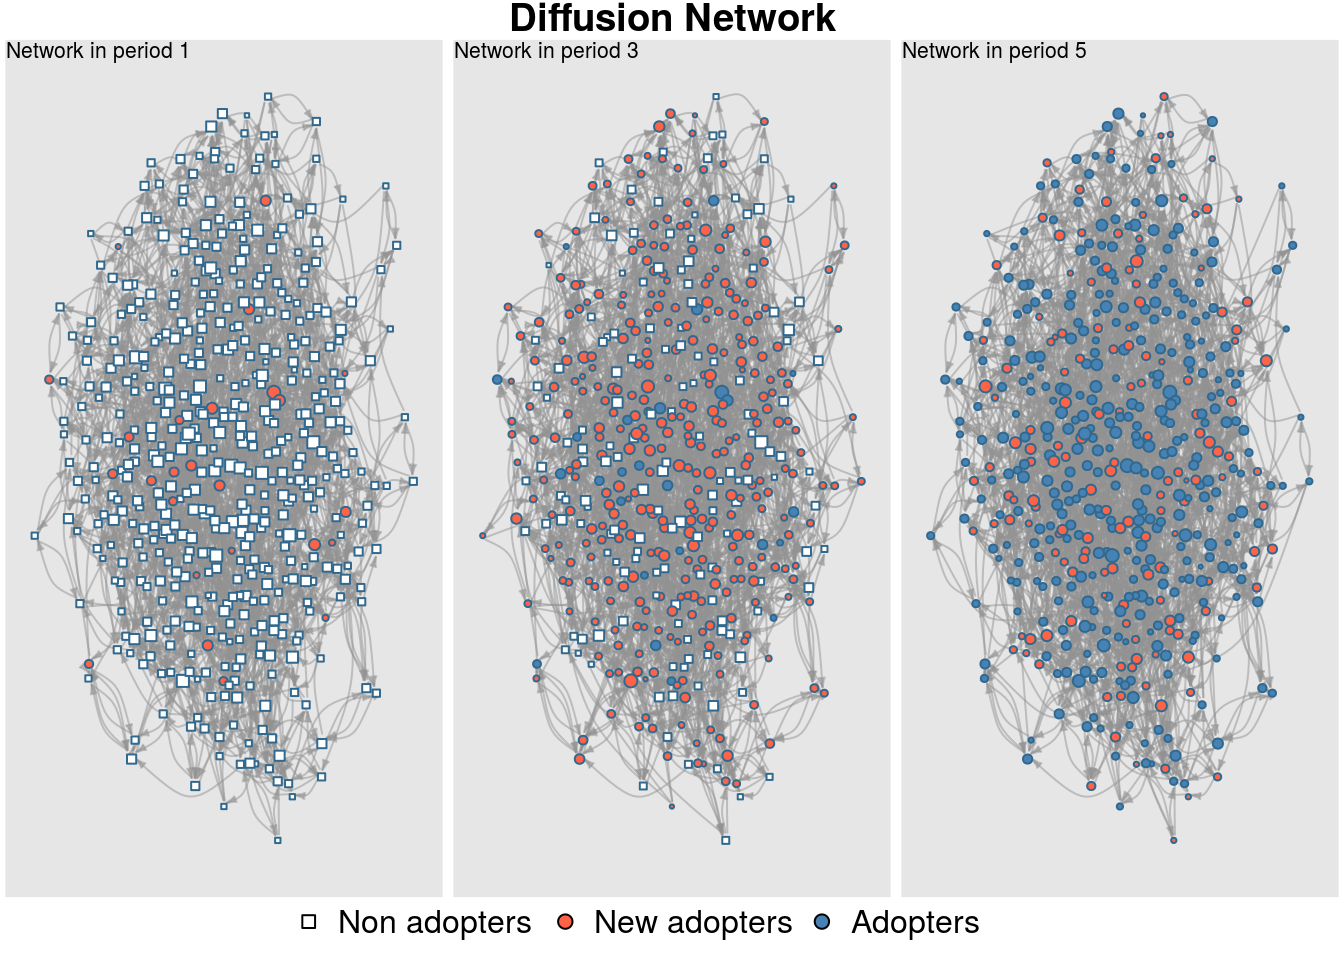 Diffusion Network
Network in period 1
Network in period 3
Network in period 5
Non adopters
New adopters
Adopters